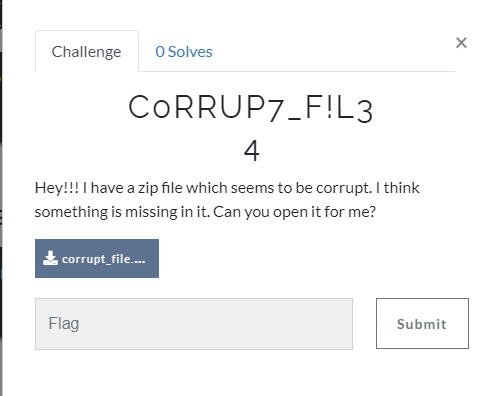 Challenge
0 Solves
×
CoRRUP7_F!L3
4
Hey!!! I have a zip file which seems to be corrupt. I think
something is missing in it. Can you open it for me?
corrupt_file....
Flag
Submit